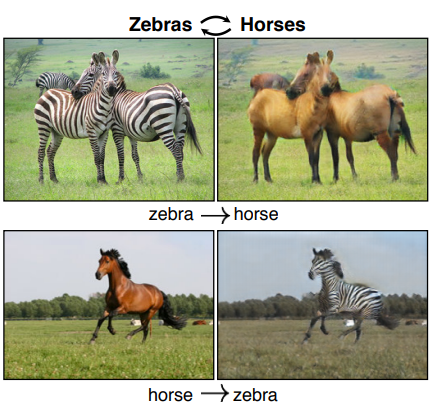 Zebras ⇄ Horses
zebra → horse
horse → zebra